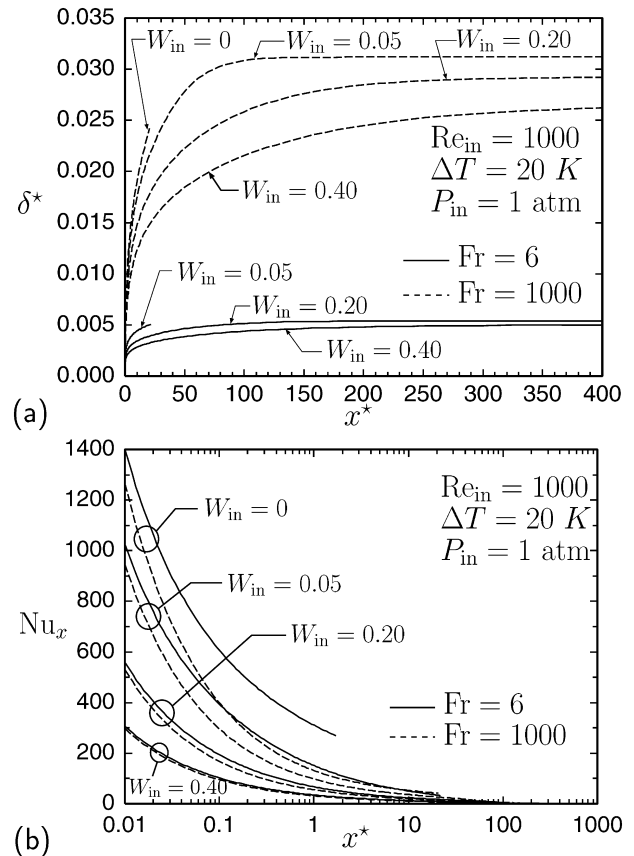 (a)
δ*
0.035
0.030
0.025
0.020
0.015
0.010
0.005
0.000
W_in = 0
W_in = 0.05
W_in = 0.20
W_in = 0.40
Re_in = 1000
ΔT = 20 K
P_in = 1 atm
Fr = 6
Fr = 1000
W_in = 0.05
W_in = 0.20
W_in = 0.40
0 50 100 150 200 250 300 350 400
x*
(b)
Nu_x
1400
1200
1000
800
600
400
200
0
W_in = 0
W_in = 0.05
W_in = 0.20
W_in = 0.40
Re_in = 1000
ΔT = 20 K
P_in = 1 atm
Fr = 6
Fr = 1000
0.01 0.1 1 10 100 1000
x*